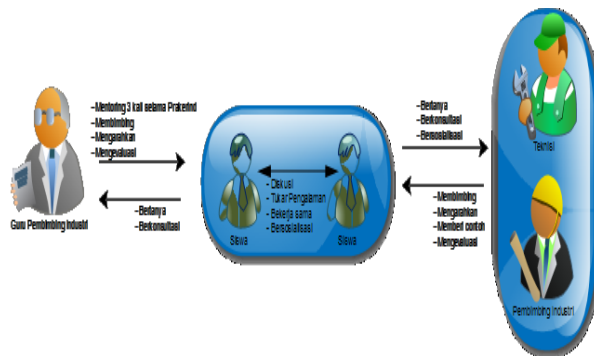 - Mentoring 3 kali selama Prakerind
- Membimbing
- Mengarahkan
- Mengevaluasi
Guru Pembimbing Industri
- Bertanya
- Berkonsultasi
Siswa
- Diskusi
- Tukar Pengalaman
- Bekerja sama
- Bersosialisasi
Siswa
- Bertanya
- Berkonsultasi
- Bersosialisasi
- Membimbing
- Mengarahkan
- Memberi contoh
- Mengevaluasi
Teknisi
Pembimbing Industri